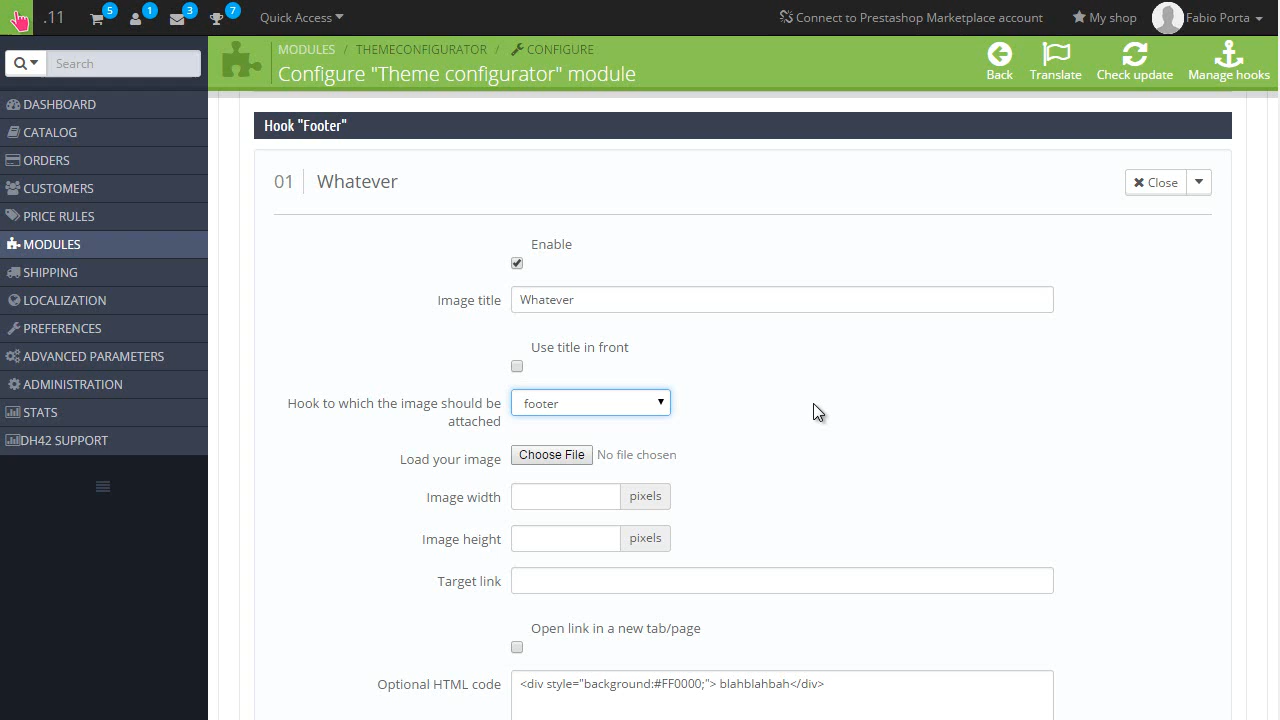 .11 5 1 3 7 Quick Access Connect to Prestashop Marketplace account My shop Fabio Porta
Search
MODULES / THEMECONFIGURATOR / CONFIGURE
Configure "Theme configurator" module
Back Translate Check update Manage hooks
DASHBOARD
CATALOG
ORDERS
CUSTOMERS
PRICE RULES
MODULES
SHIPPING
LOCALIZATION
PREFERENCES
ADVANCED PARAMETERS
ADMINISTRATION
STATS
DH42 SUPPORT
Hook "Footer"
01 Whatever Close
Enable
Image title Whatever
Use title in front
Hook to which the image should be
attached footer
Load your image Choose File No file chosen
Image width pixels
Image height pixels
Target link
Open link in a new tab/page
Optional HTML code <div style="background:#FF0000;"> blahblahbah</div>